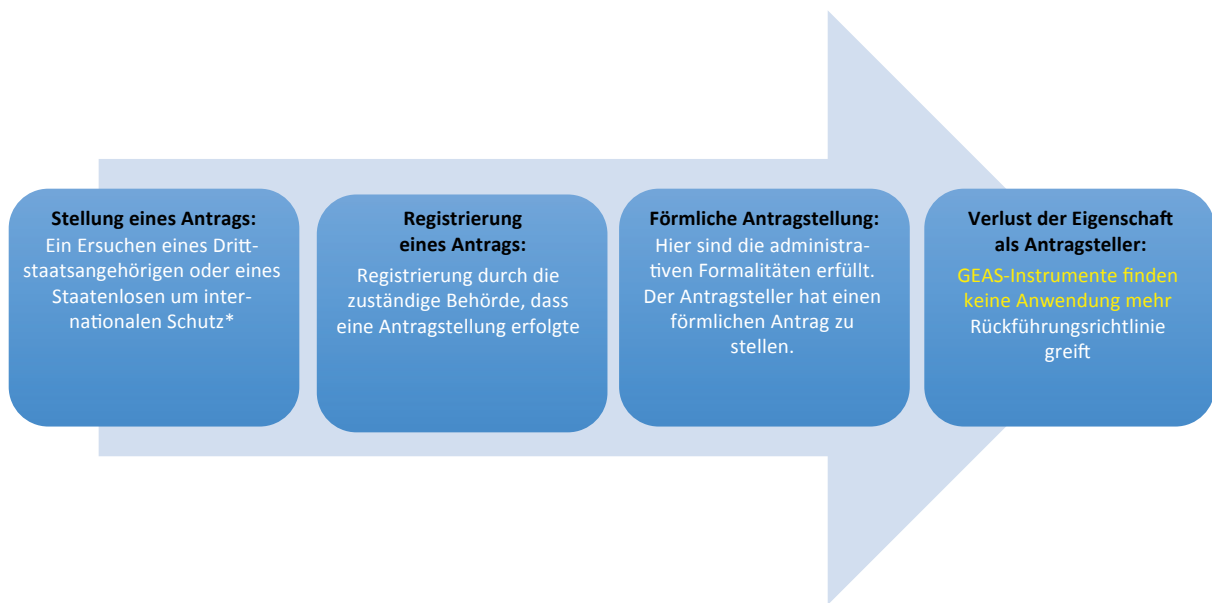 Stellung eines Antrags:
Ein Ersuchen eines Dritt-
staatsangehörigen oder eines
Staatenlosen um inter-
nationalen Schutz*
Registrierung
eines Antrags:
Registrierung durch die
zuständige Behörde, dass
eine Antragstellung erfolgte
Förmliche Antragstellung:
Hier sind die administra-
tiven Formalitäten erfüllt.
Der Antragsteller hat einen
förmlichen Antrag zu
stellen.
Verlust der Eigenschaft
als Antragsteller:
GEAS-Instrumente finden
keine Anwendung mehr
Rückführungsrichtlinie
greift